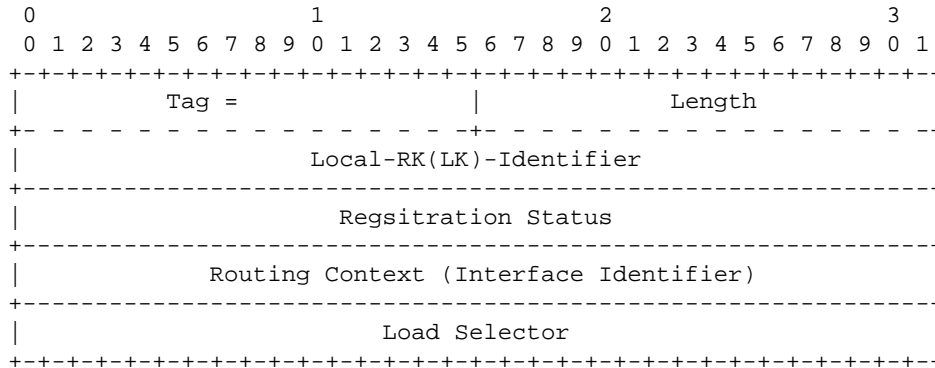 0 1 2 3
0 1 2 3 4 5 6 7 8 9 0 1 2 3 4 5 6 7 8 9 0 1 2 3 4 5 6 7 8 9 0 1
+-+-+-+-+-+-+-+-+-+-+-+-+-+-+-+-+-+-+-+-+-+-+-+-+-+-+-+-+-+-+-+--
| Tag = | Length
+- - - - - - - - - - - - - - - -+- - - - - - - - - - - - - - - --
| Local-RK(LK)-Identifier
+----------------------------------------------------------------
| Regsitration Status
+----------------------------------------------------------------
| Routing Context (Interface Identifier)
+----------------------------------------------------------------
| Load Selector
+-+-+-+-+-+-+-+-+-+-+-+-+-+-+-+-+-+-+-+-+-+-+-+-+-+-+-+-+-+-+-+--